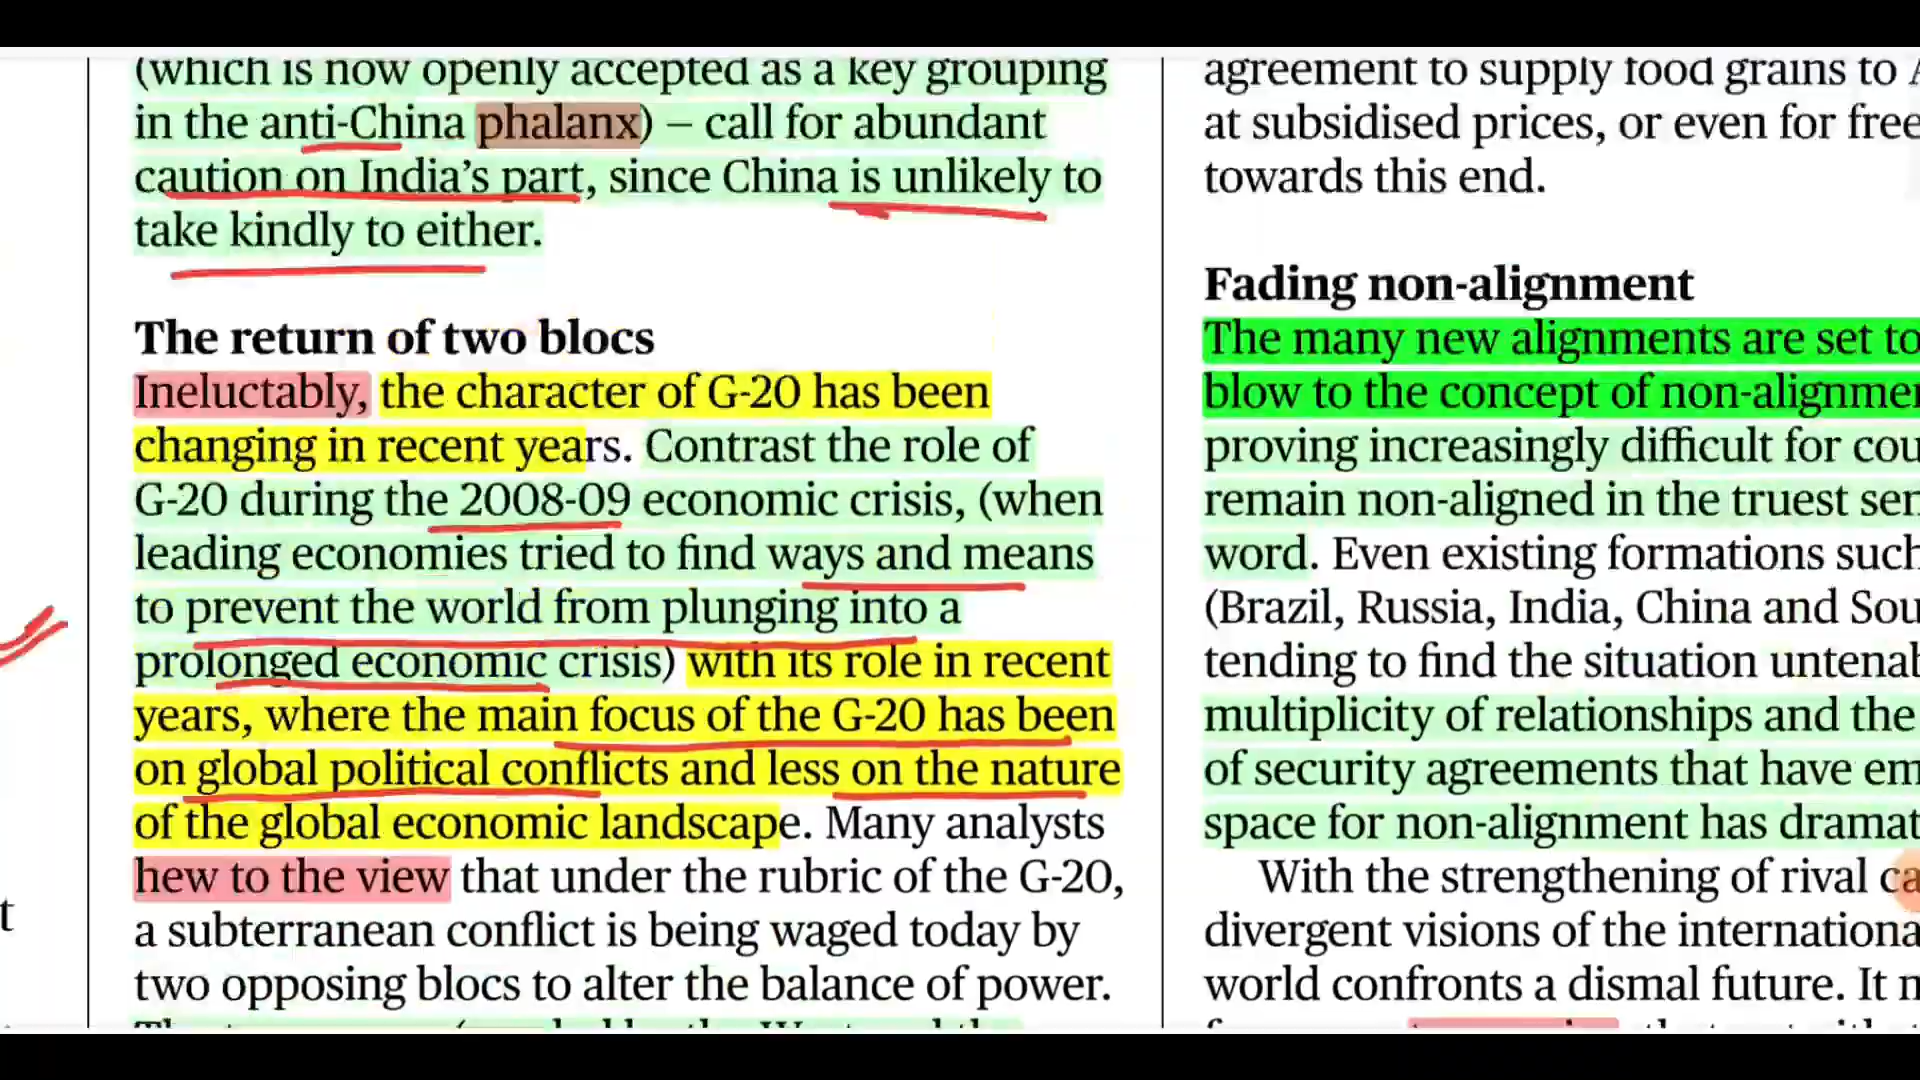 t
(which is now openly accepted as a key grouping
in the anti-China phalanx) – call for abundant
caution on India's part, since China is unlikely to
take kindly to either.
The return of two blocs
Ineluctably, the character of G-20 has been
changing in recent years. Contrast the role of
G-20 during the 2008-09 economic crisis, (when
leading economies tried to find ways and means
to prevent the world from plunging into a
prolonged economic crisis) with its role in recent
years, where the main focus of the G-20 has been
on global political conflicts and less on the nature
of the global economic landscape. Many analysts
hew to the view that under the rubric of the G-20,
a subterranean conflict is being waged today by
two opposing blocs to alter the balance of power.
agreement to supply food grains to
at subsidised prices, or even for free
towards this end.
Fading non-alignment
The many new alignments are set to
blow to the concept of non-alignmen
proving increasingly difficult for cou
remain non-aligned in the truest sen
word. Even existing formations such
(Brazil, Russia, India, China and Sou
tending to find the situation untenab
multiplicity of relationships and the
of security agreements that have em
space for non-alignment has dramat
With the strengthening of rival ca
divergent visions of the internationa
world confronts a dismal future. It